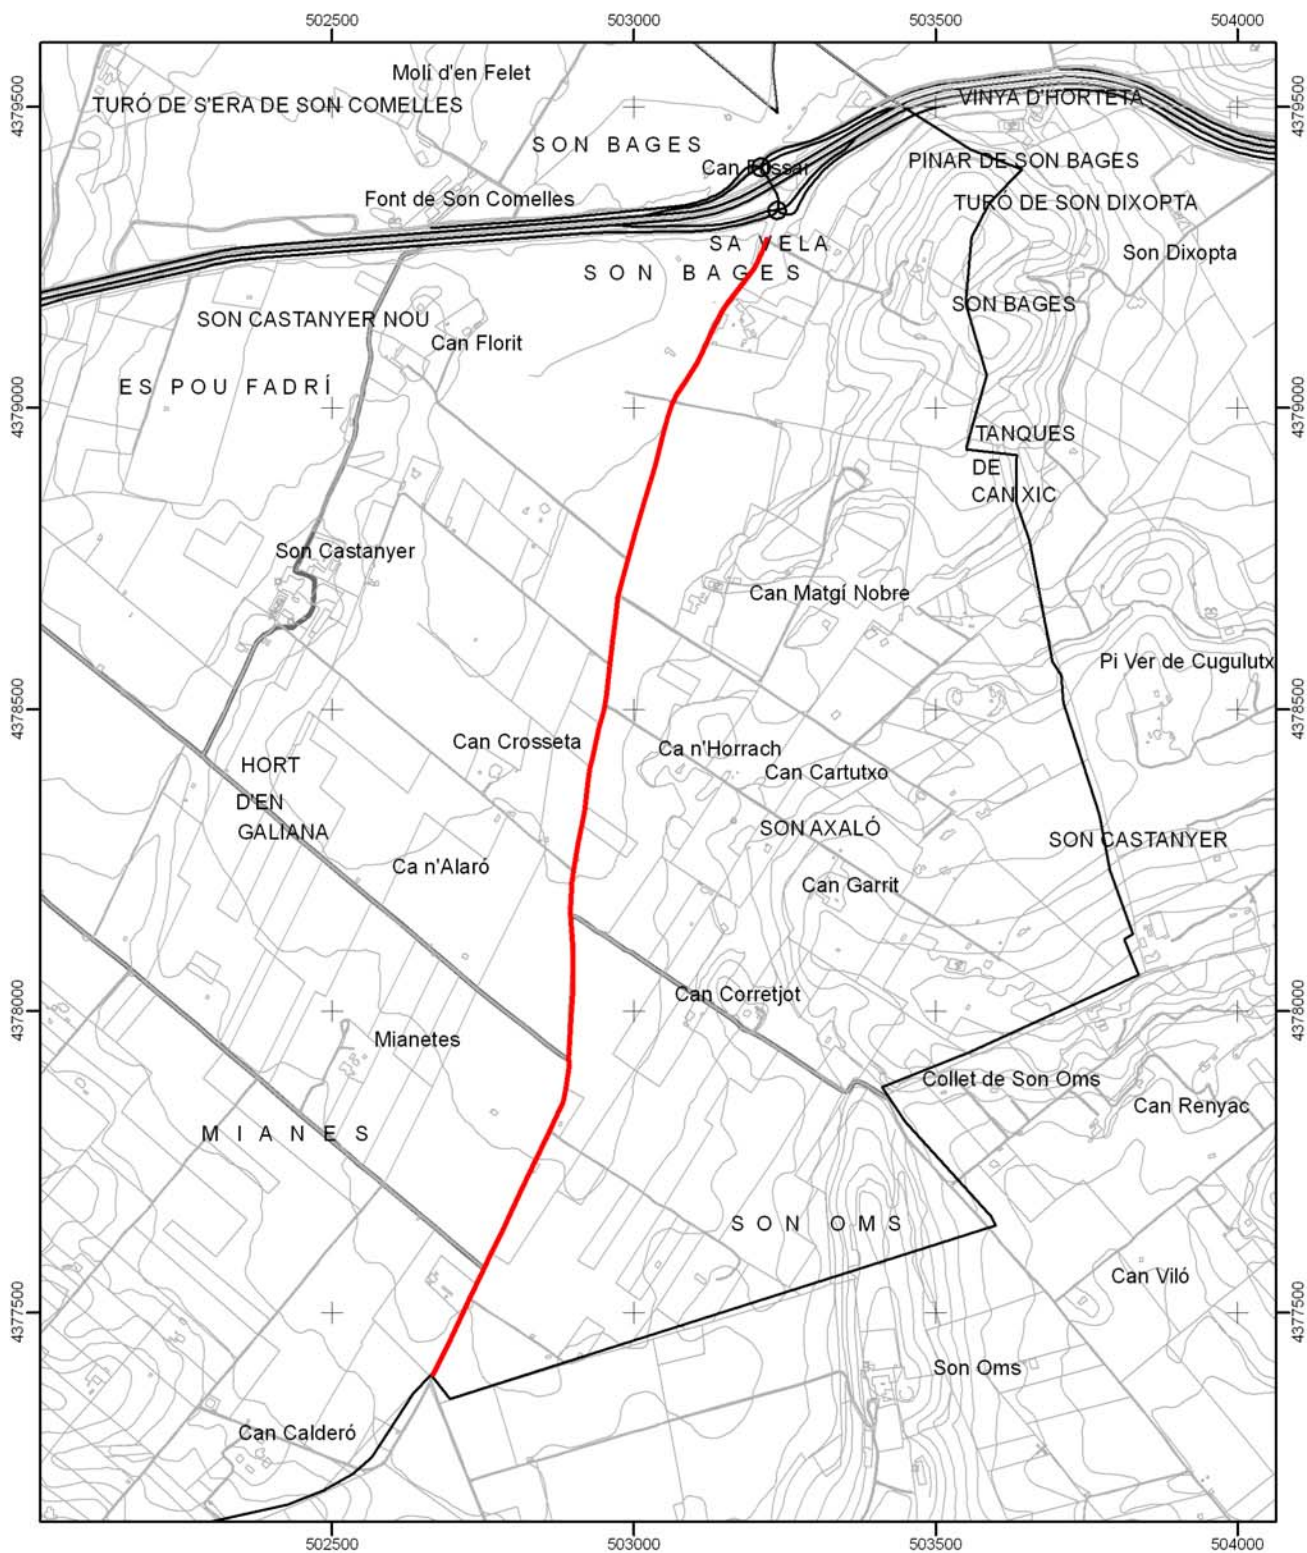 502500
503000
503500
504000
4379500
4379500
Molí d'en Felet
TURÓ DE S'ERA DE SON COMELLES
VINYA D'HORTETA
SON BAGES
PINAR DE SON BAGES
Can
Font de Son Comelles
TURÓ DE SON DIXOPTA
SA VELA
Son Dixopta
SON BAGES
SON BAGES
SON CASTANYER NOU
Can Florit
ES POU FADRÍ
4379000
4379000
TANQUES
DE
CAN XIC
Son Castanyer
Can Matgí Nobre
Pi Ver de Cugulutx
4378500
4378500
Can Crosseta
Ca n'Horrach
HORT
D'EN
GALIANA
Can Cartutxo
SON AXALÓ
SON CASTANYER
Ca n'Alaró
Can Garrit
Can Corretjot
4378000
4378000
Mianetes
Collet de Son Oms
Can Renyac
MIANES
SON OMS
Can Viló
4377500
4377500
Son Oms
Can Calderó
502500
503000
503500
504000